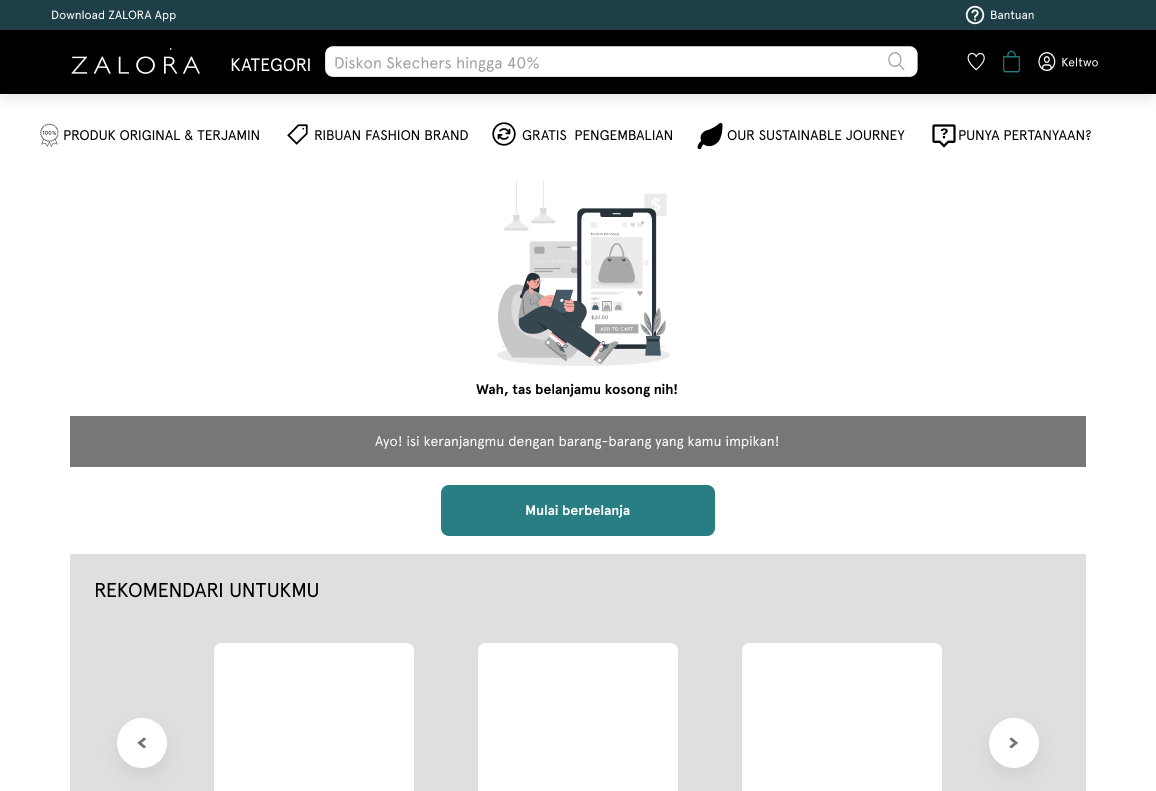 Download ZALORA App
Bantuan
ZALORA
KATEGORI
Diskon Skechers hingga 40%
Keltwo
100%
PRODUK ORIGINAL & TERJAMIN
RIBUAN FASHION BRAND
GRATIS PENGEMBALIAN
OUR SUSTAINABLE JOURNEY
PUNYA PERTANYAAN?
$
$20.00
ADD TO CART
Wah, tas belanjamu kosong nih!
Ayo! isi keranjangmu dengan barang-barang yang kamu impikan!
Mulai berbelanja
REKOMENDARI UNTUKMU
<
>